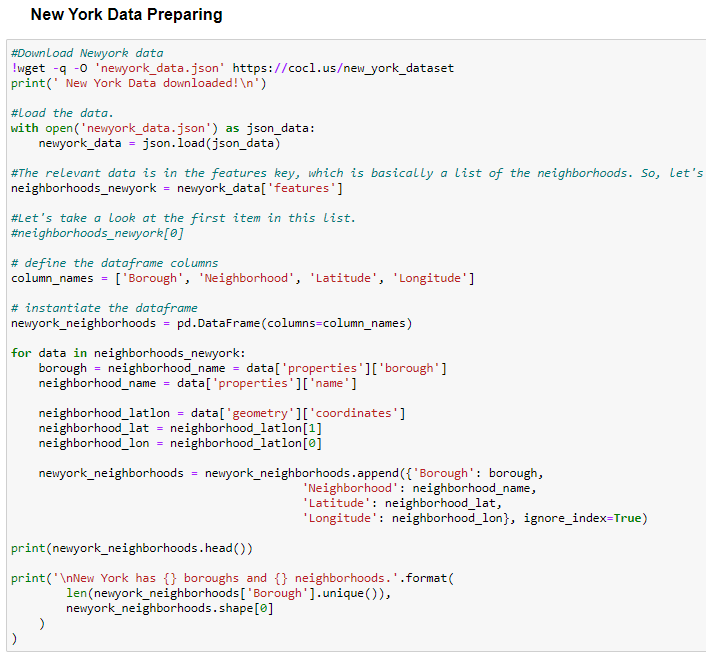 New York Data Preparing
#Download Newyork data
!wget -q -O 'newyork_data.json' https://cocl.us/new_york_dataset
print(' New York Data downloaded!\n')
#load the data.
with open('newyork_data.json') as json_data:
    newyork_data = json.load(json_data)
#The relevant data is in the features key, which is basically a list of the neighborhoods. So, let's
neighborhoods_newyork = newyork_data['features']
#Let's take a look at the first item in this list.
#neighborhoods_newyork[0]
# define the dataframe columns
column_names = ['Borough', 'Neighborhood', 'Latitude', 'Longitude']
# instantiate the dataframe
newyork_neighborhoods = pd.DataFrame(columns=column_names)
for data in neighborhoods_newyork:
    borough = neighborhood_name = data['properties']['borough']
    neighborhood_name = data['properties']['name']
    neighborhood_latlon = data['geometry']['coordinates']
    neighborhood_lat = neighborhood_latlon[1]
    neighborhood_lon = neighborhood_latlon[0]
    newyork_neighborhoods = newyork_neighborhoods.append({'Borough': borough,
                                          'Neighborhood': neighborhood_name,
                                          'Latitude': neighborhood_lat,
                                          'Longitude': neighborhood_lon}, ignore_index=True)
print(newyork_neighborhoods.head())
print('\nNew York has {} boroughs and {} neighborhoods.'.format(
        len(newyork_neighborhoods['Borough'].unique()),
        newyork_neighborhoods.shape[0]
    )
)